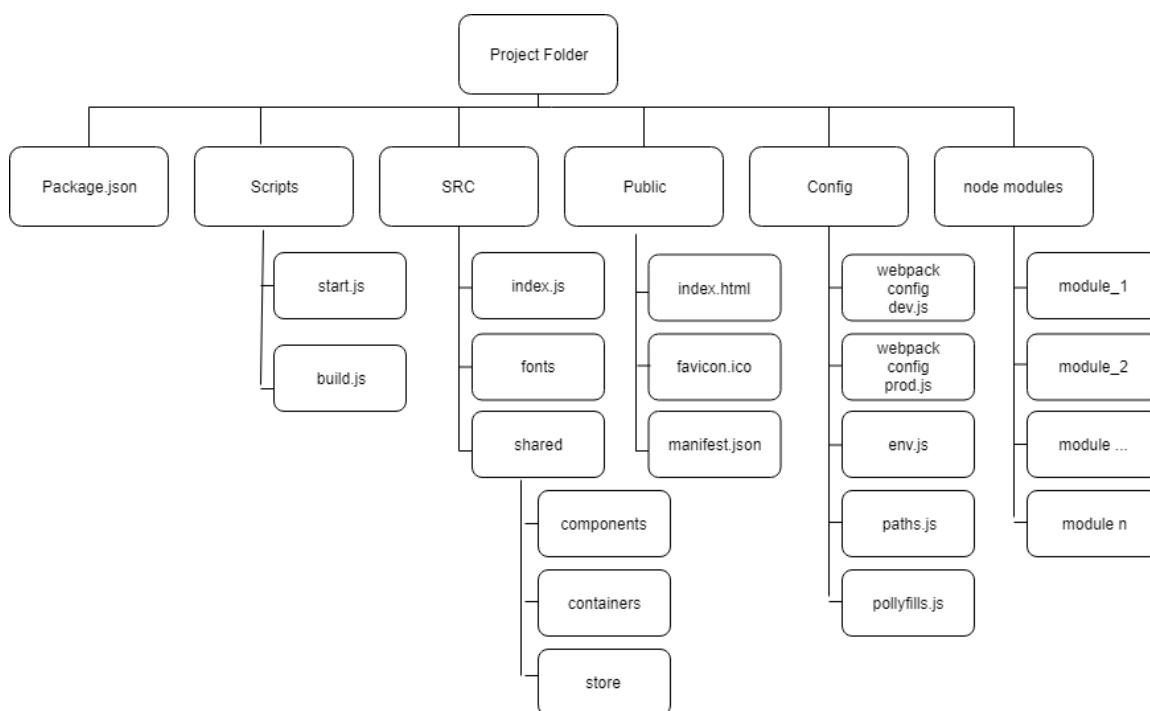 Project Folder
Package.json
Scripts
SRC
Public
Config
node modules
start.js
index.js
index.html
webpack
config
dev.js
module_1
build.js
fonts
favicon.ico
webpack
config
prod.js
module_2
shared
manifest.json
env.js
module ...
components
paths.js
module n
containers
pollyfills.js
store